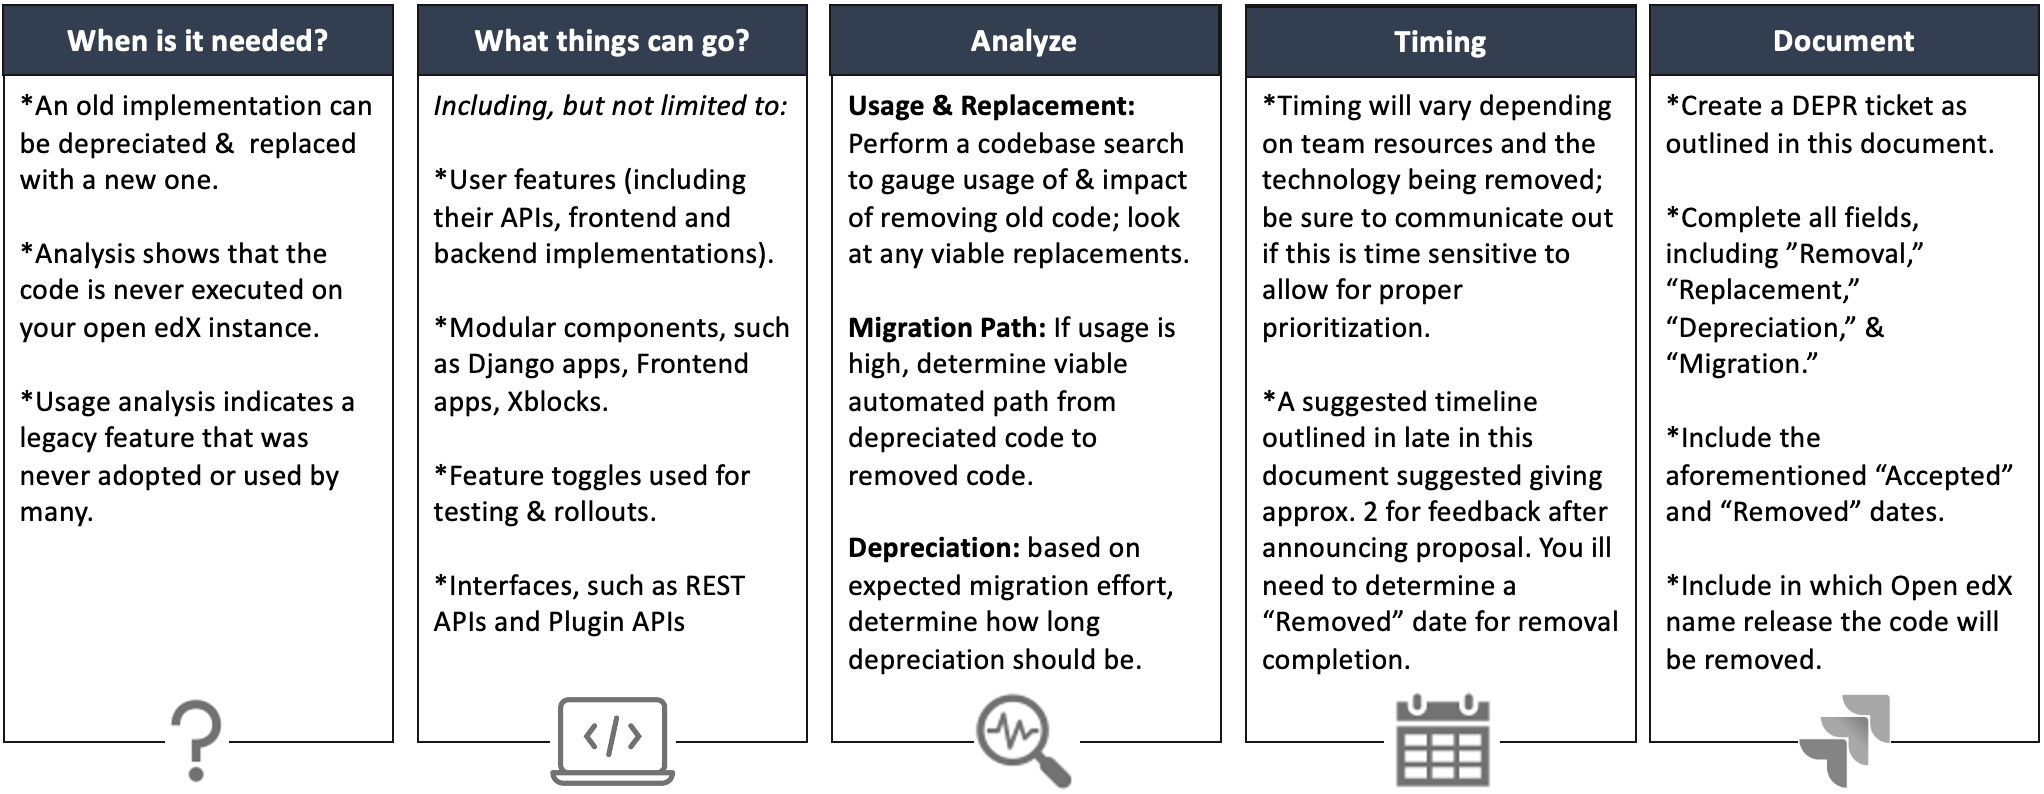 When is it needed?
*An old implementation can
be depreciated &  replaced
with a new one.
*Analysis shows that the
code is never executed on
your open edX instance.
*Usage analysis indicates a
legacy feature that was
never adopted or used by
many.
What things can go?
Including, but not limited to:
*User features (including
their APIs, frontend and
backend implementations).
*Modular components, such
as Django apps, Frontend
apps, Xblocks.
*Feature toggles used for
testing & rollouts.
*Interfaces, such as REST
APIs and Plugin APIs
Analyze
Usage & Replacement:
Perform a codebase search
to gauge usage of & impact
of removing old code; look
at any viable replacements.
Migration Path: If usage is
high, determine viable
automated path from
depreciated code to
removed code.
Depreciation: based on
expected migration effort,
determine how long
depreciation should be.
Timing
*Timing will vary depending
on team resources and the
technology being removed;
be sure to communicate out
if this is time sensitive to
allow for proper
prioritization.
*A suggested timeline
outlined in late in this
document suggested giving
approx. 2 for feedback after
announcing proposal. You ill
need to determine a
“Removed” date for removal
completion.
Document
*Create a DEPR ticket as
outlined in this document.
*Complete all fields,
including ”Removal,”
“Replacement,”
“Depreciation,” &
“Migration.”
*Include the
aforementioned “Accepted”
and “Removed” dates.
*Include in which Open edX
name release the code will
be removed.